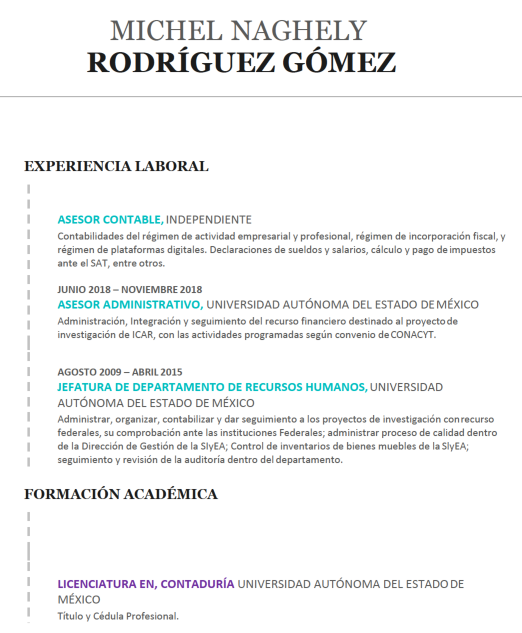 MICHEL NAGHELY
RODRÍGUEZ GÓMEZ
EXPERIENCIA LABORAL
ASESOR CONTABLE, INDEPENDIENTE
Contabilidades del régimen de actividad empresarial y profesional, régimen de incorporación fiscal, y
régimen de plataformas digitales. Declaraciones de sueldos y salarios, cálculo y pago de impuestos
ante el SAT, entre otros.
JUNIO 2018 – NOVIEMBRE 2018
ASESOR ADMINISTRATIVO, UNIVERSIDAD AUTÓNOMA DEL ESTADO DE MÉXICO
Administración, Integración y seguimiento del recurso financiero destinado al proyecto de
investigación de ICAR, con las actividades programadas según convenio de CONACYT.
AGOSTO 2009 – ABRIL 2015
JEFATURA DE DEPARTAMENTO DE RECURSOS HUMANOS, UNIVERSIDAD
AUTÓNOMA DEL ESTADO DE MÉXICO
Administrar, organizar, contabilizar y dar seguimiento a los proyectos de investigación con recurso
federales, su comprobación ante las instituciones Federales; administrar proceso de calidad dentro
de la Dirección de Gestión de la SIyEA; Control de inventarios de bienes muebles de la SIyEA;
seguimiento y revisión de la auditoría dentro del departamento.
FORMACIÓN ACADÉMICA
LICENCIATURA EN, CONTADURÍA UNIVERSIDAD AUTÓNOMA DEL ESTADO DE
MÉXICO
Título y Cédula Profesional.